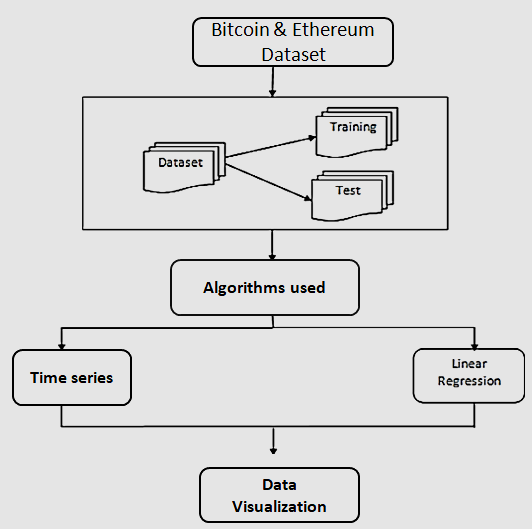 Bitcoin & Ethereum
Dataset
Training
Dataset
Test
Algorithms used
Time series
Linear
Regression
Data
Visualization